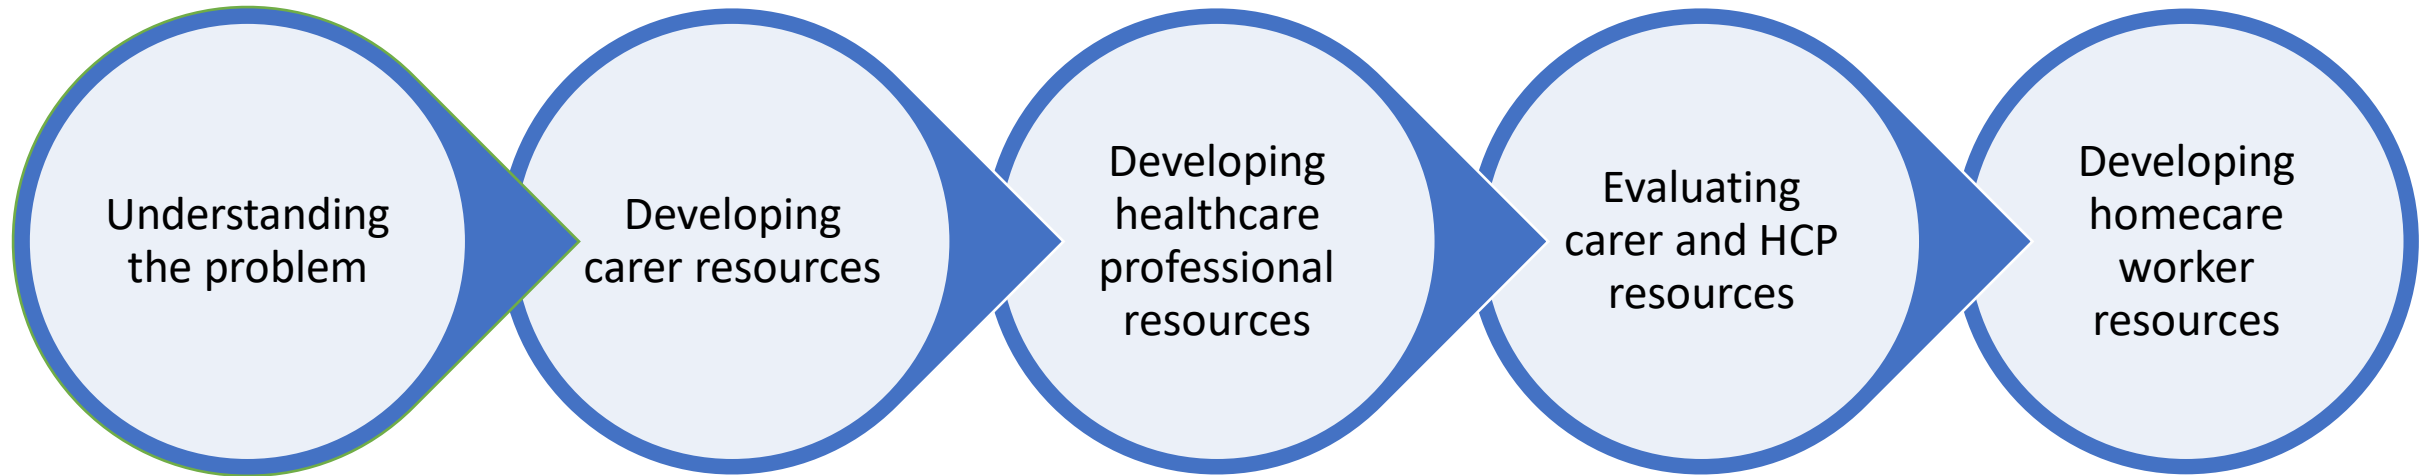 Understanding
the problem
Developing
carer resources
Developing
healthcare
professional
resources
Evaluating
carer and HCP
resources
Developing
homecare
worker
resources